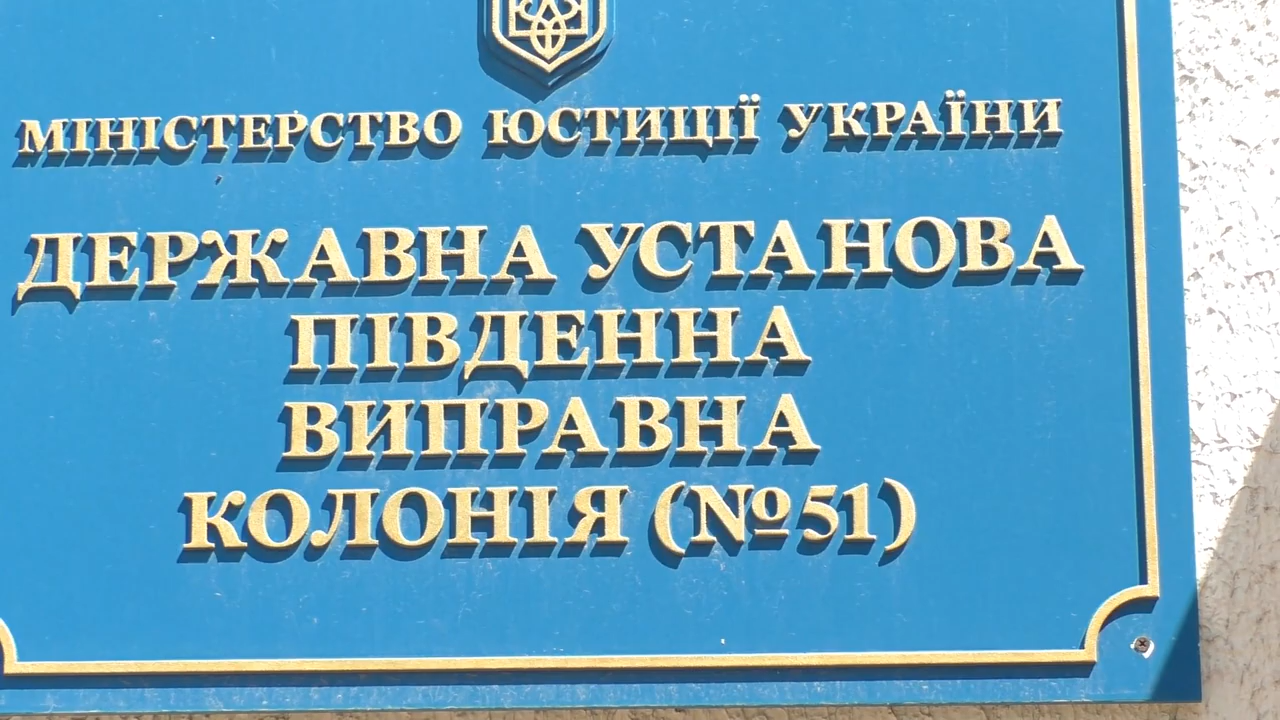 МІНІСТЕРСТВО ЮСТИЦІЇ УКРАЇНИ
ДЕРЖАВНА УСТАНОВА
ПІВДЕННА
ВИПРАВНА
КОЛОНІЯ (№51)